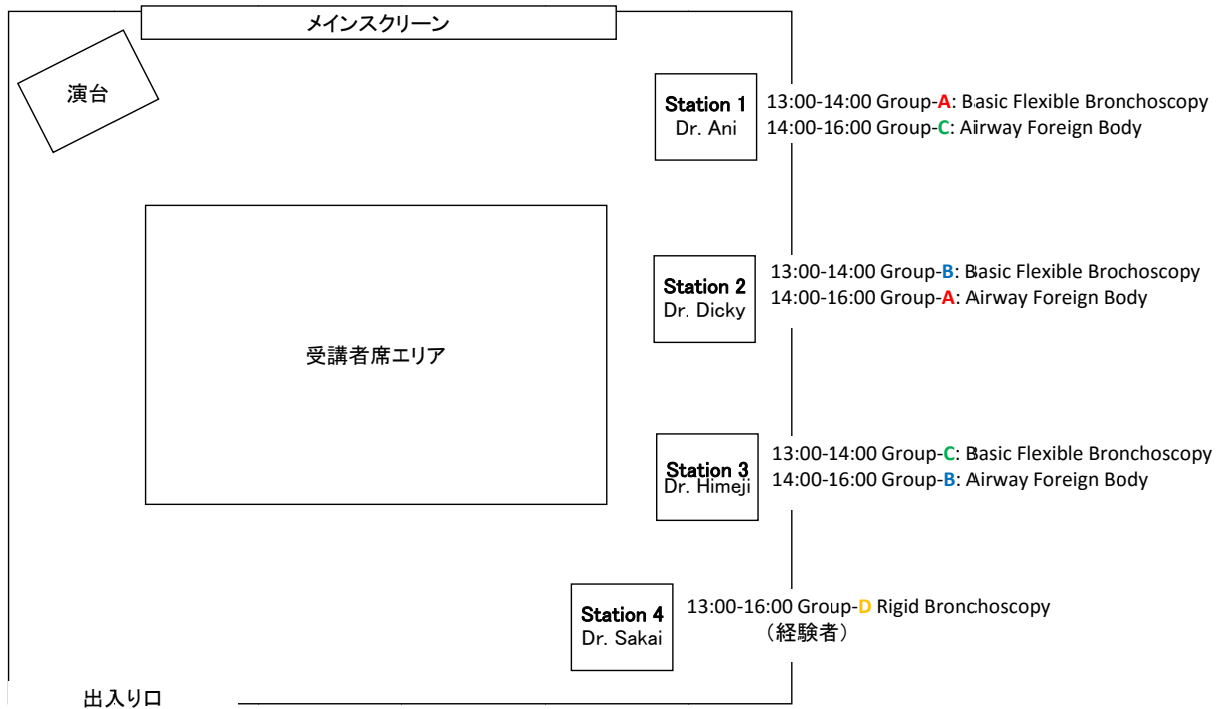 メインスクリーン
演台
Station 1
Dr. Ani
13:00-14:00 Group-A: Basic Flexible Bronchoscopy
14:00-16:00 Group-C: Airway Foreign Body
Station 2
Dr. Dicky
13:00-14:00 Group-B: Basic Flexible Brochoscopy
14:00-16:00 Group-A: Airway Foreign Body
受講者席エリア
Station 3
Dr. Himeji
13:00-14:00 Group-C: Basic Flexible Bronchoscopy
14:00-16:00 Group-B: Airway Foreign Body
Station 4
Dr. Sakai
13:00-16:00 Group-D Rigid Bronchoscopy
（経験者）
出入り口